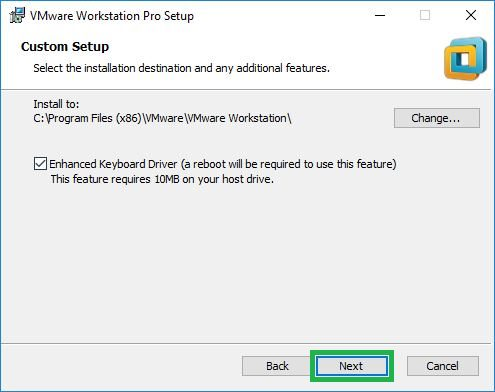 VMware Workstation Pro Setup
Custom Setup
Select the installation destination and any additional features.
Install to:
C:\Program Files (x86)\VMware\VMware Workstation\
Change...
Enhanced Keyboard Driver (a reboot will be required to use this feature)
This feature requires 10MB on your host drive.
Back
Next
Cancel